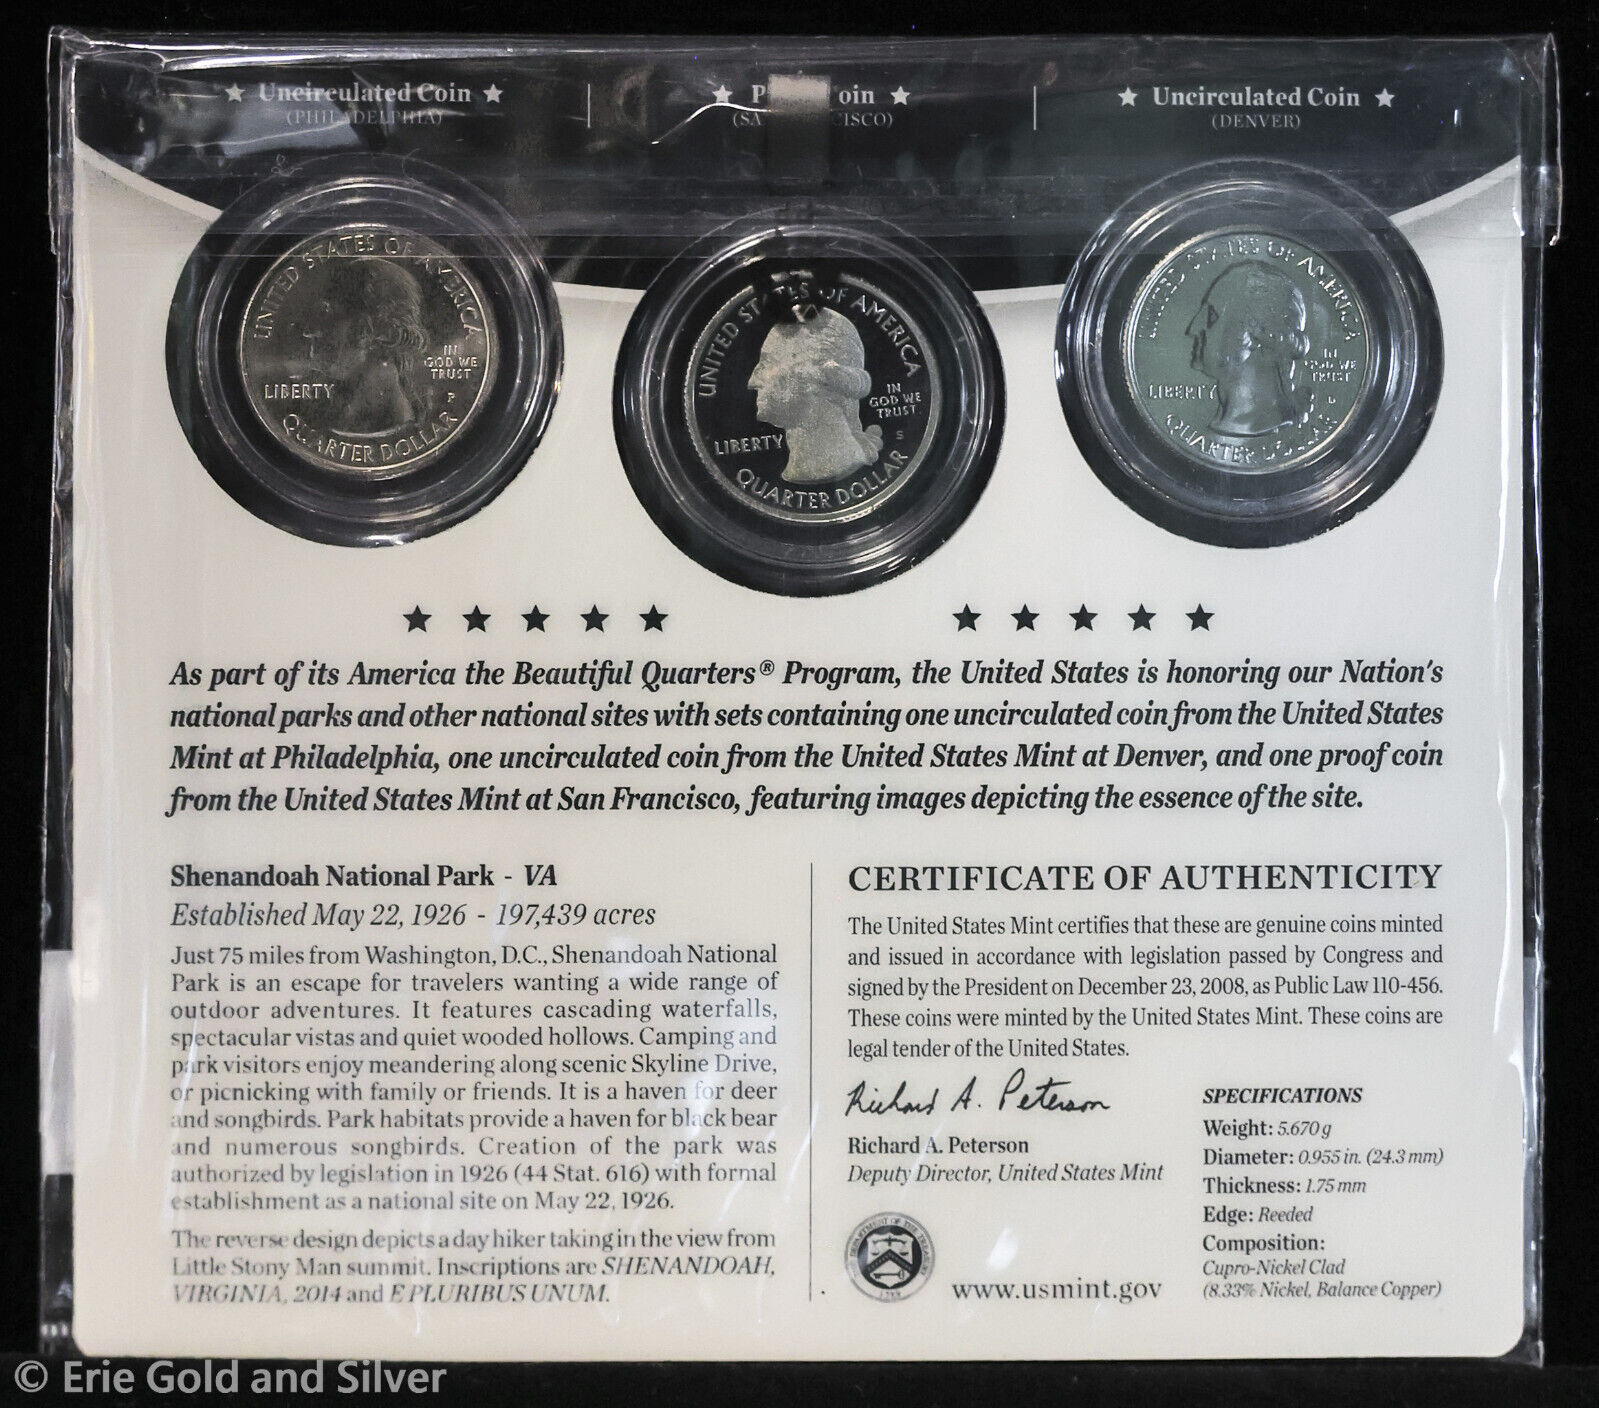 ★ Uncirculated Coin ★
(PHILADELPHIA)
★ P oin ★
(SA CISCO)
★ Uncirculated Coin ★
(DENVER)
UNITED STATES OF AMERICA
IN
GOD WE
TRUST
LIBERTY
P
QUARTER DOLLAR
UNITED STATES OF AMERICA
IN
GOD WE
TRUST
LIBERTY
S
QUARTER DOLLAR
UNITED STATES OF AMERICA
IN
GOD WE
TRUST
LIBERTY
D
QUARTER DOLLAR
★ ★ ★ ★ ★ ★ ★ ★ ★ ★
As part of its America the Beautiful Quarters® Program, the United States is honoring our Nation's
national parks and other national sites with sets containing one uncirculated coin from the United States
Mint at Philadelphia, one uncirculated coin from the United States Mint at Denver, and one proof coin
from the United States Mint at San Francisco, featuring images depicting the essence of the site.
Shenandoah National Park - VA
Established May 22, 1926 - 197,439 acres
Just 75 miles from Washington, D.C., Shenandoah National
Park is an escape for travelers wanting a wide range of
outdoor adventures. It features cascading waterfalls,
spectacular vistas and quiet wooded hollows. Camping and
park visitors enjoy meandering along scenic Skyline Drive,
or picnicking with family or friends. It is a haven for deer
and songbirds. Park habitats provide a haven for black bear
and numerous songbirds. Creation of the park was
authorized by legislation in 1926 (44 Stat. 616) with formal
establishment as a national site on May 22, 1926.
The reverse design depicts a day hiker taking in the view from
Little Stony Man summit. Inscriptions are SHENANDOAH,
VIRGINIA, 2014 and E PLURIBUS UNUM.
CERTIFICATE OF AUTHENTICITY
The United States Mint certifies that these are genuine coins minted
and issued in accordance with legislation passed by Congress and
signed by the President on December 23, 2008, as Public Law 110-456.
These coins were minted by the United States Mint. These coins are
legal tender of the United States.
Richard A. Peterson
Richard A. Peterson
Deputy Director, United States Mint
THE DEPARTMENT OF THE TREASURY
1789
www.usmint.gov
SPECIFICATIONS
Weight: 5.670 g
Diameter: 0.955 in. (24.3 mm)
Thickness: 1.75 mm
Edge: Reeded
Composition:
Cupro-Nickel Clad
(8.33% Nickel, Balance Copper)
© Erie Gold and Silver